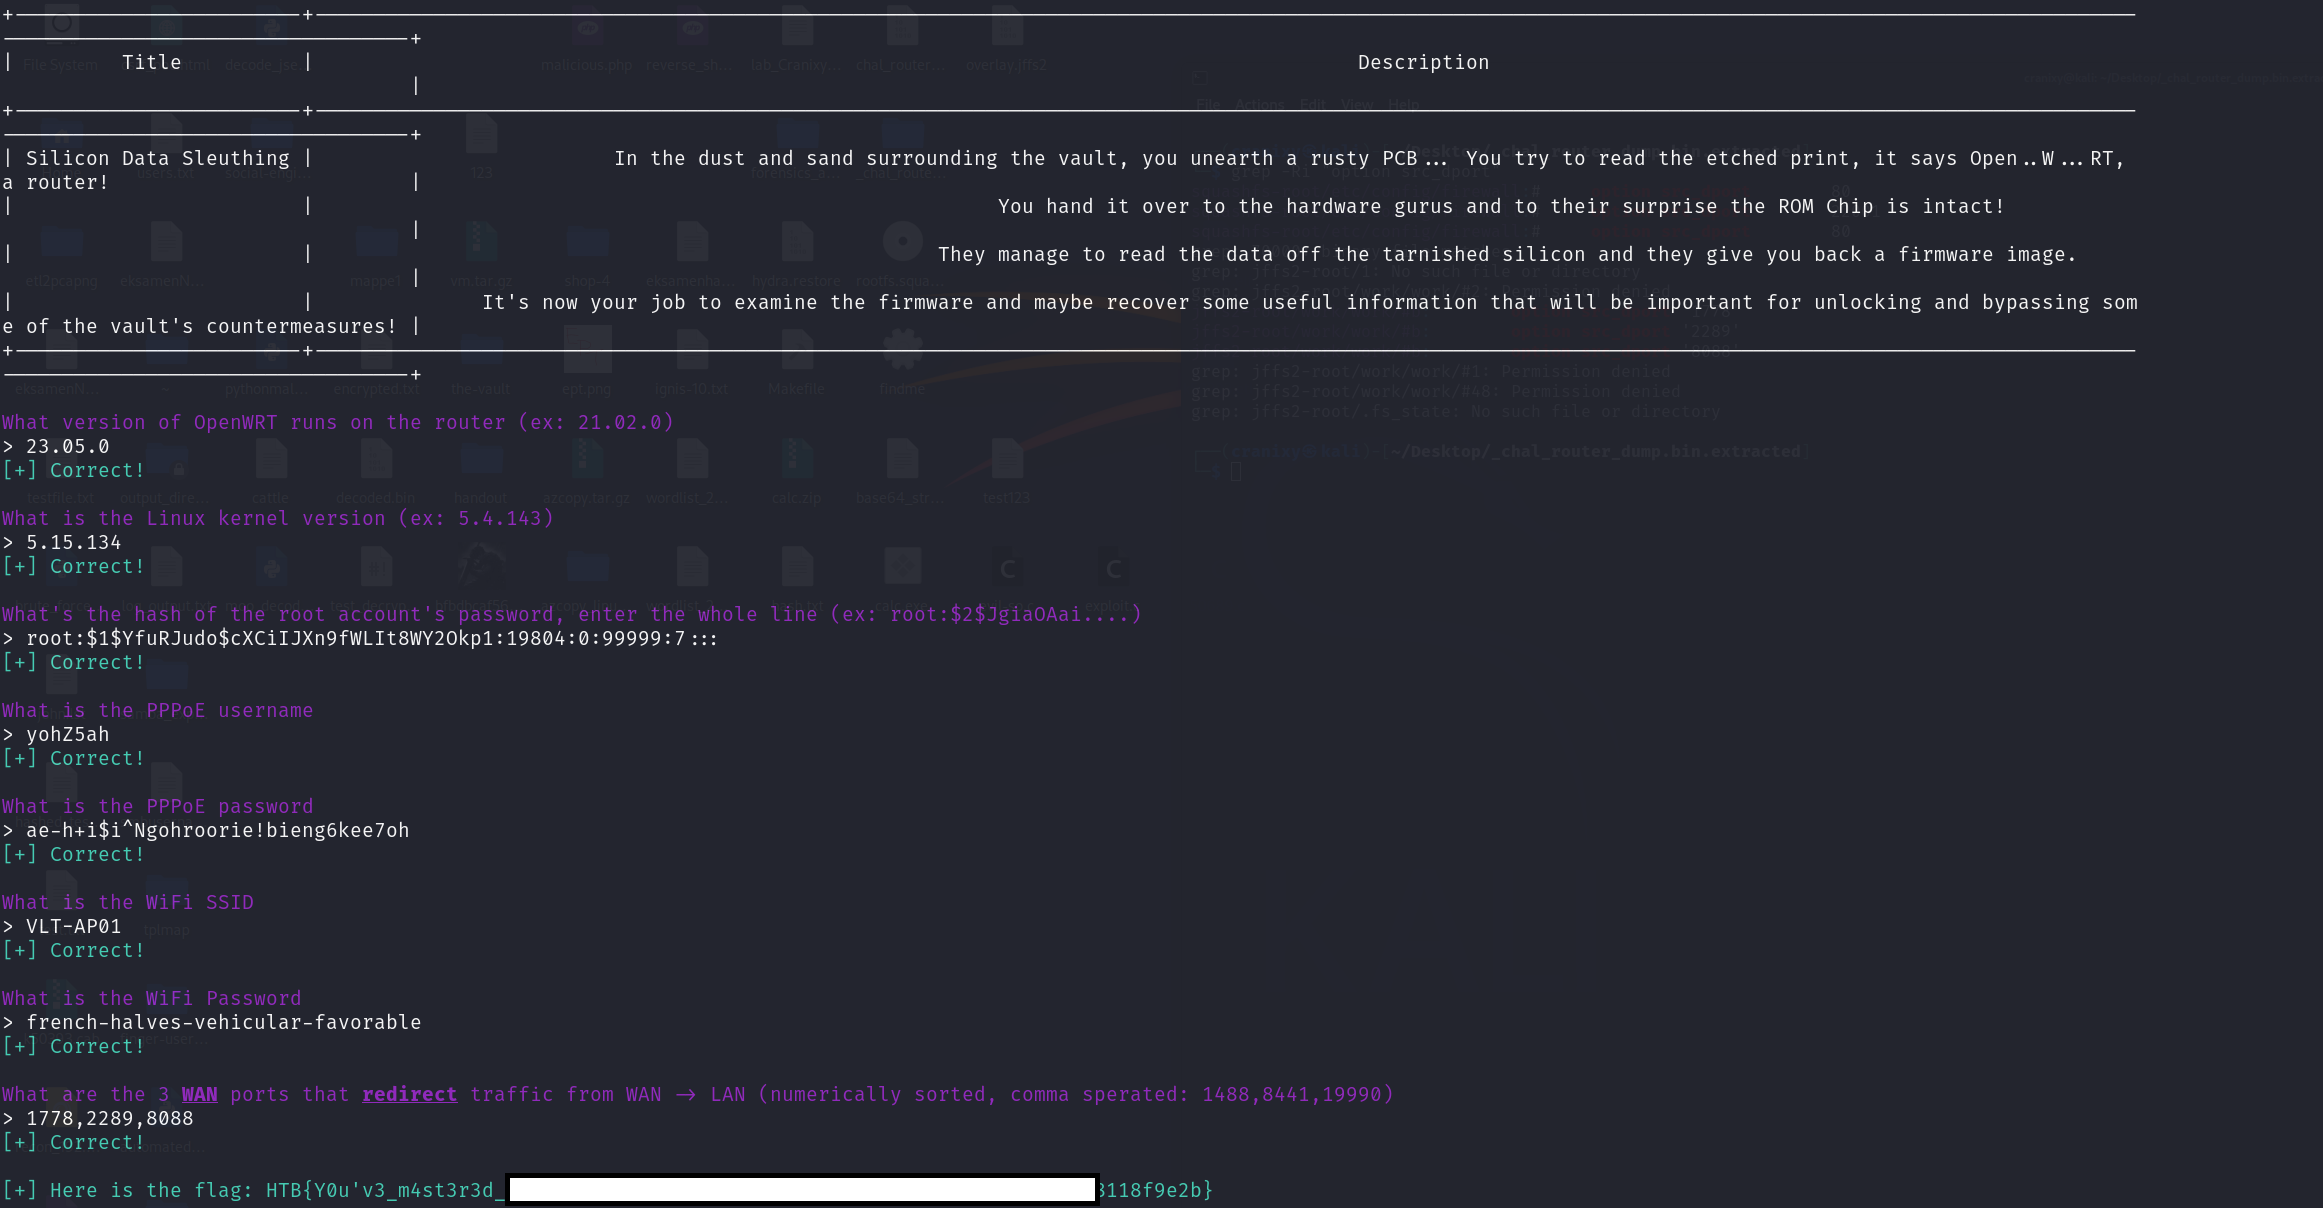 | Title | Description
|
| Silicon Data Sleuthing | In the dust and sand surrounding the vault, you unearth a rusty PCB... You try to read the etched print, it says Open..W...RT,
a router! |
| | You hand it over to the hardware gurus and to their surprise the ROM Chip is intact!
|
| | They manage to read the data off the tarnished silicon and they give you back a firmware image.
|
| | It's now your job to examine the firmware and maybe recover some useful information that will be important for unlocking and bypassing som
e of the vault's countermeasures! |
What version of OpenWRT runs on the router (ex: 21.02.0)
> 23.05.0
[+] Correct!
What is the Linux kernel version (ex: 5.4.143)
> 5.15.134
[+] Correct!
What's the hash of the root account's password, enter the whole line (ex: root:$2$JgiaOAai....)
> root:$1$YfuRJudo$cXCiIJXn9fWLIt8WY2Okp1:19804:0:99999:7:::
[+] Correct!
What is the PPPoE username
> yohZ5ah
[+] Correct!
What is the PPPoE password
> ae-h+i$i^Ngohroorie!bieng6kee7oh
[+] Correct!
What is the WiFi SSID
> VLT-AP01
[+] Correct!
What is the WiFi Password
> french-halves-vehicular-favorable
[+] Correct!
What are the 3 WAN ports that redirect traffic from WAN -> LAN (numerically sorted, comma sperated: 1488,8441,19990)
> 1778,2289,8088
[+] Correct!
[+] Here is the flag: HTB{Y0u'v3_m4st3r3d_ 8118f9e2b}